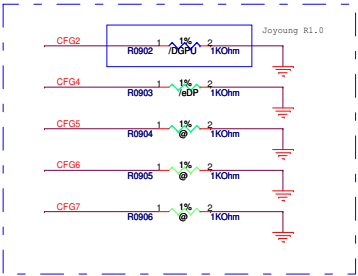 Joyoung R1.0
CFG2 1 1% 2
R0902 /DGPU 1KOhm
CFG4 1 1% 2
R0903 /eDP 1KOhm
CFG5 1 1% 2
R0904 @ 1KOhm
CFG6 1 1% 2
R0905 @ 1KOhm
CFG7 1 1% 2
R0906 @ 1KOhm